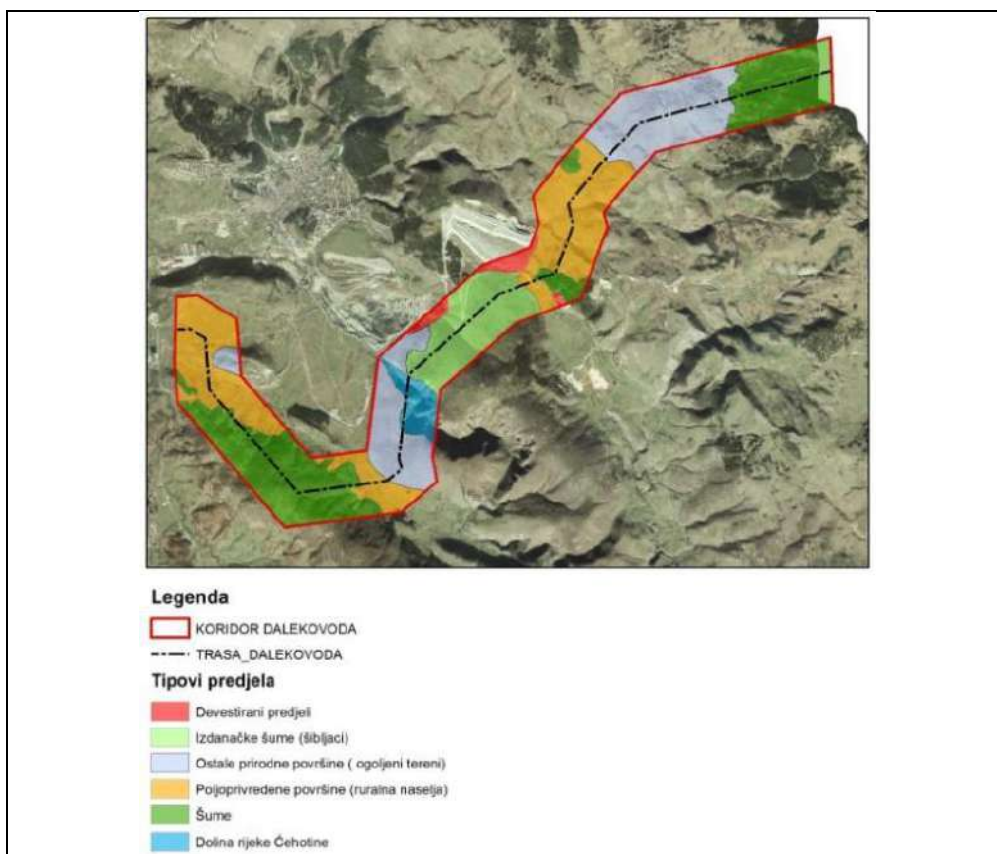 Legenda
KORIDOR DALEKOVODA
TRASA_DALEKOVODA
Tipovi predjela
Devestirani predjeli
Izdanačke šume (šibljaci)
Ostale prirodne površine ( ogoljeni tereni)
Poljoprivredene površine (ruralna naselja)
Šume
Dolina rijeke Ćehotine